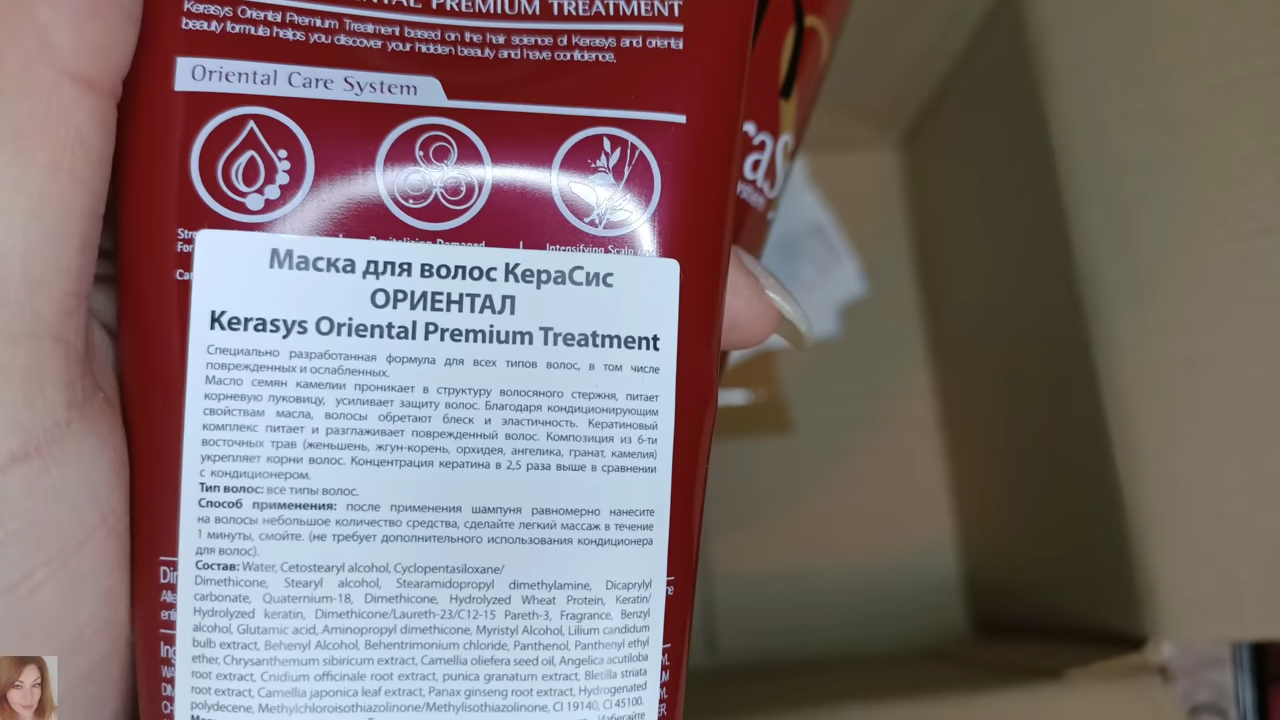 ORIENTAL PREMIUM TREATMENT
Kerasys Oriental Premium Treatment based on the hair science of Kerasys and oriental
beauty formula helps you discover your hidden beauty and have confidence.
Oriental Care System
Revitalizing Damaged
Intensifying Scalp
For
Маска для волос КераСис
ОРИЕНТАЛ
Kerasys Oriental Premium Treatment
Специально разработанная формула для всех типов волос, в том числе
поврежденных и ослабленных.
Масло семян камелии проникает в структуру волосяного стержня, питает
корневую луковицу, усиливает защиту волос. Благодаря кондиционирующим
свойствам масла, волосы обретают блеск и эластичность. Кератиновый
комплекс питает и разглаживает поврежденный волос. Композиция из 6-ти
восточных трав (женьшень, жгун-корень, орхидея, ангелика, гранат, камелия)
укрепляет корни волос. Концентрация кератина в 2,5 раза выше в сравнении
с кондиционером.
Тип волос: все типы волос.
Способ применения: после применения шампуня равномерно нанесите
на волосы небольшое количество средства, сделайте легкий массаж в течение
1 минуты, смойте. (не требует дополнительного использования кондиционера
для волос).
Состав: Water, Cetostearyl alcohol, Cyclopentasiloxane/
Dimethicone, Stearyl alcohol, Stearamidopropyl dimethylamine, Dicaprylyl
carbonate, Quaternium-18, Dimethicone, Hydrolyzed Wheat Protein, Keratin/
Hydrolyzed keratin, Dimethicone/Laureth-23/C12-15 Pareth-3, Fragrance, Benzyl
alcohol, Glutamic acid, Aminopropyl dimethicone, Myristyl Alcohol, Lilium candidum
bulb extract, Behenyl Alcohol, Behentrimonium chloride, Panthenol, Panthenyl ethyl
ether, Chrysanthemum sibiricum extract, Camellia oliefera seed oil, Angelica acutiloba
root extract, Cnidium officinale root extract, punica granatum extract, Bletilla striata
root extract, Camellia japonica leaf extract, Panax ginseng root extract, Hydrogenated
polydecene, Methylchloroisothiazolinone/Methylisothiazolinone, CI 19140, CI 45100.
Избегайте